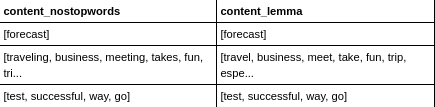 content_nostopwords content_lemma
[forecast] [forecast]
[traveling, business, meeting, takes, fun, tri... [travel, business, meet, take, fun, trip, espe...
[test, successful, way, go] [test, successful, way, go]